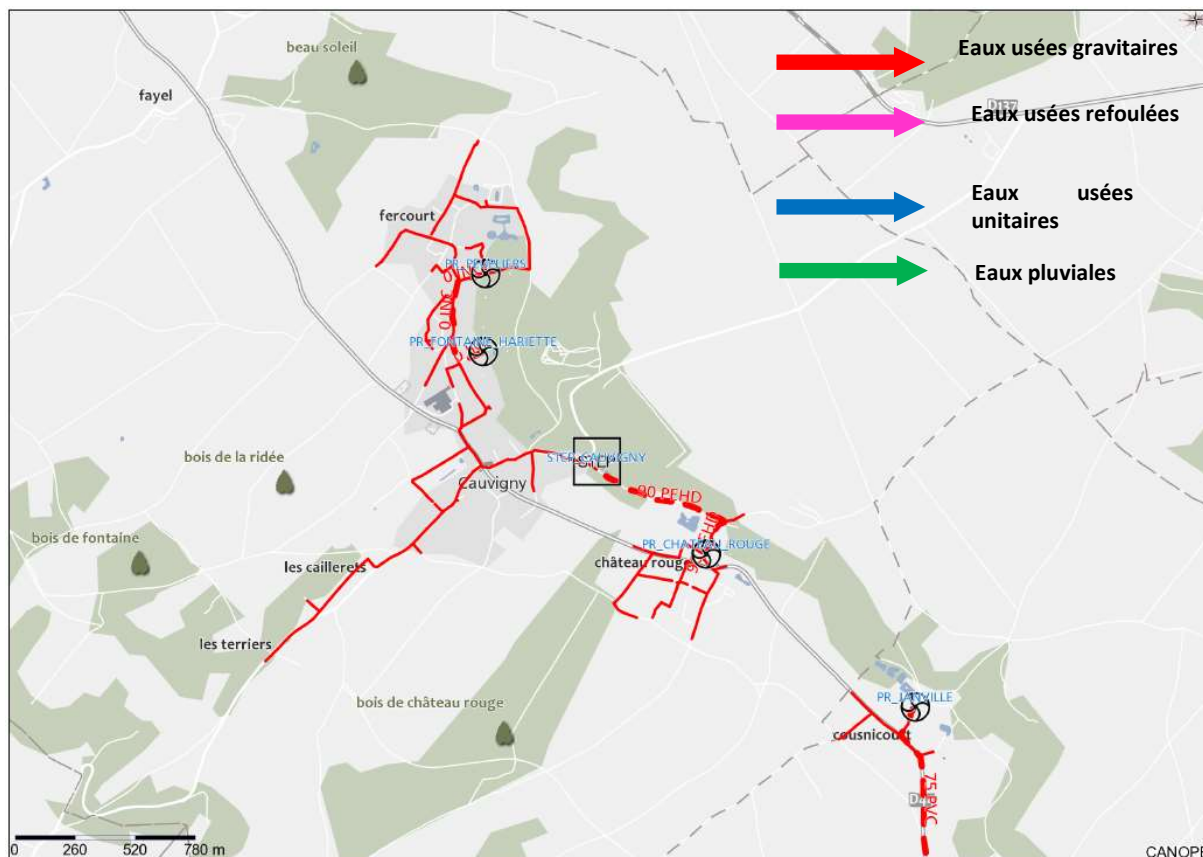 beau soleil
Eaux usées gravitaires
fayel
D137
Eaux usées refoulées
fercourt
Eaux usées
unitaires
Eaux pluviales
PR_FONTAINE_HARIETTE
bois de la ridée
STEP_CAUVIGNY
STEP
Cauvigny
90 PEHD
bois de fontaine
PR_CHATEAU_ROUGE
château rouge
les caillerets
les terriers
bois de château rouge
PR_JANVILLE
cousnicourt
75 PVC
0 260 520 780 m